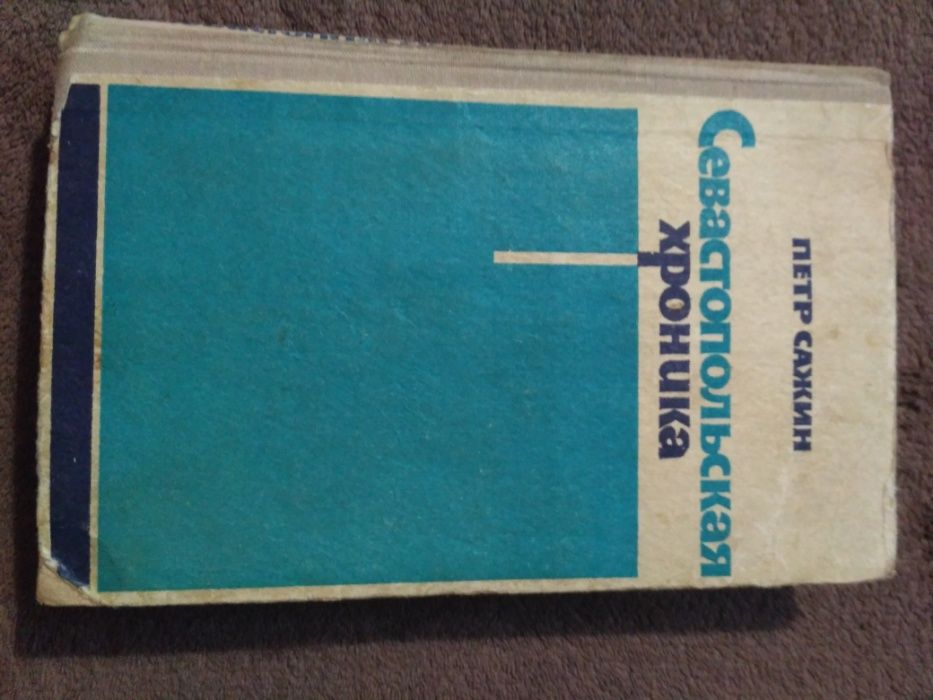 ПЕТР САЖИН
Севастопольская
хроника